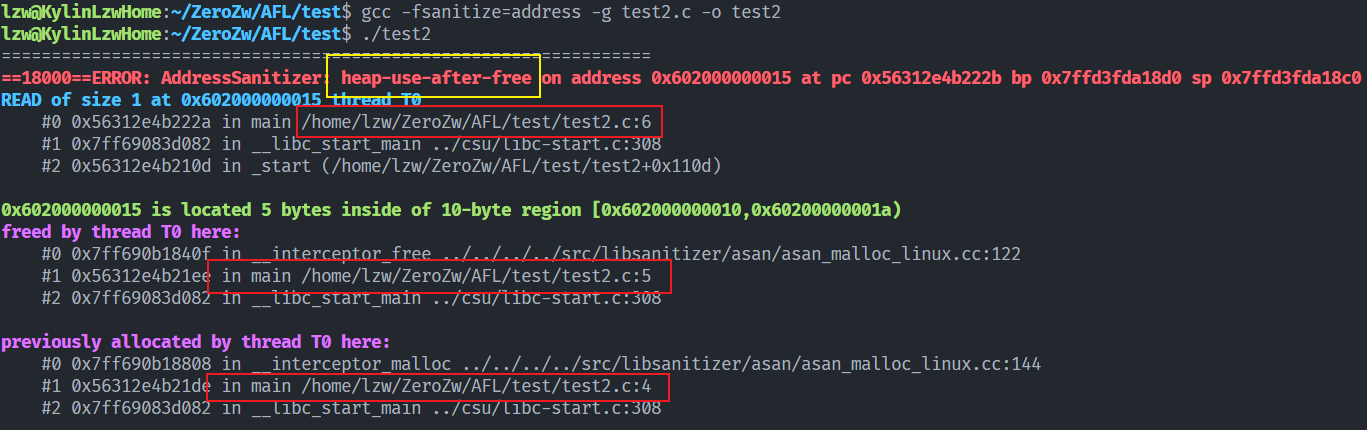 lzw@KylinLzwHome:~/ZeroZw/AFL/test$ gcc -fsanitize=address -g test2.c -o test2
lzw@KylinLzwHome:~/ZeroZw/AFL/test$ ./test2
=================================================================
==18000==ERROR: AddressSanitizer: heap-use-after-free on address 0x602000000015 at pc 0x56312e4b222b bp 0x7ffd3fda18d0 sp 0x7ffd3fda18c0
READ of size 1 at 0x602000000015 thread T0
    #0 0x56312e4b222a in main /home/lzw/ZeroZw/AFL/test/test2.c:6
    #1 0x7ff69083d082 in __libc_start_main ../csu/libc-start.c:308
    #2 0x56312e4b210d in _start (/home/lzw/ZeroZw/AFL/test/test2+0x110d)

0x602000000015 is located 5 bytes inside of 10-byte region [0x602000000010,0x60200000001a)
freed by thread T0 here:
    #0 0x7ff690b1840f in __interceptor_free ../../../../src/libsanitizer/asan/asan_malloc_linux.cc:122
    #1 0x56312e4b21ee in main /home/lzw/ZeroZw/AFL/test/test2.c:5
    #2 0x7ff69083d082 in __libc_start_main ../csu/libc-start.c:308

previously allocated by thread T0 here:
    #0 0x7ff690b18808 in __interceptor_malloc ../../../../src/libsanitizer/asan/asan_malloc_linux.cc:144
    #1 0x56312e4b21de in main /home/lzw/ZeroZw/AFL/test/test2.c:4
    #2 0x7ff69083d082 in __libc_start_main ../csu/libc-start.c:308